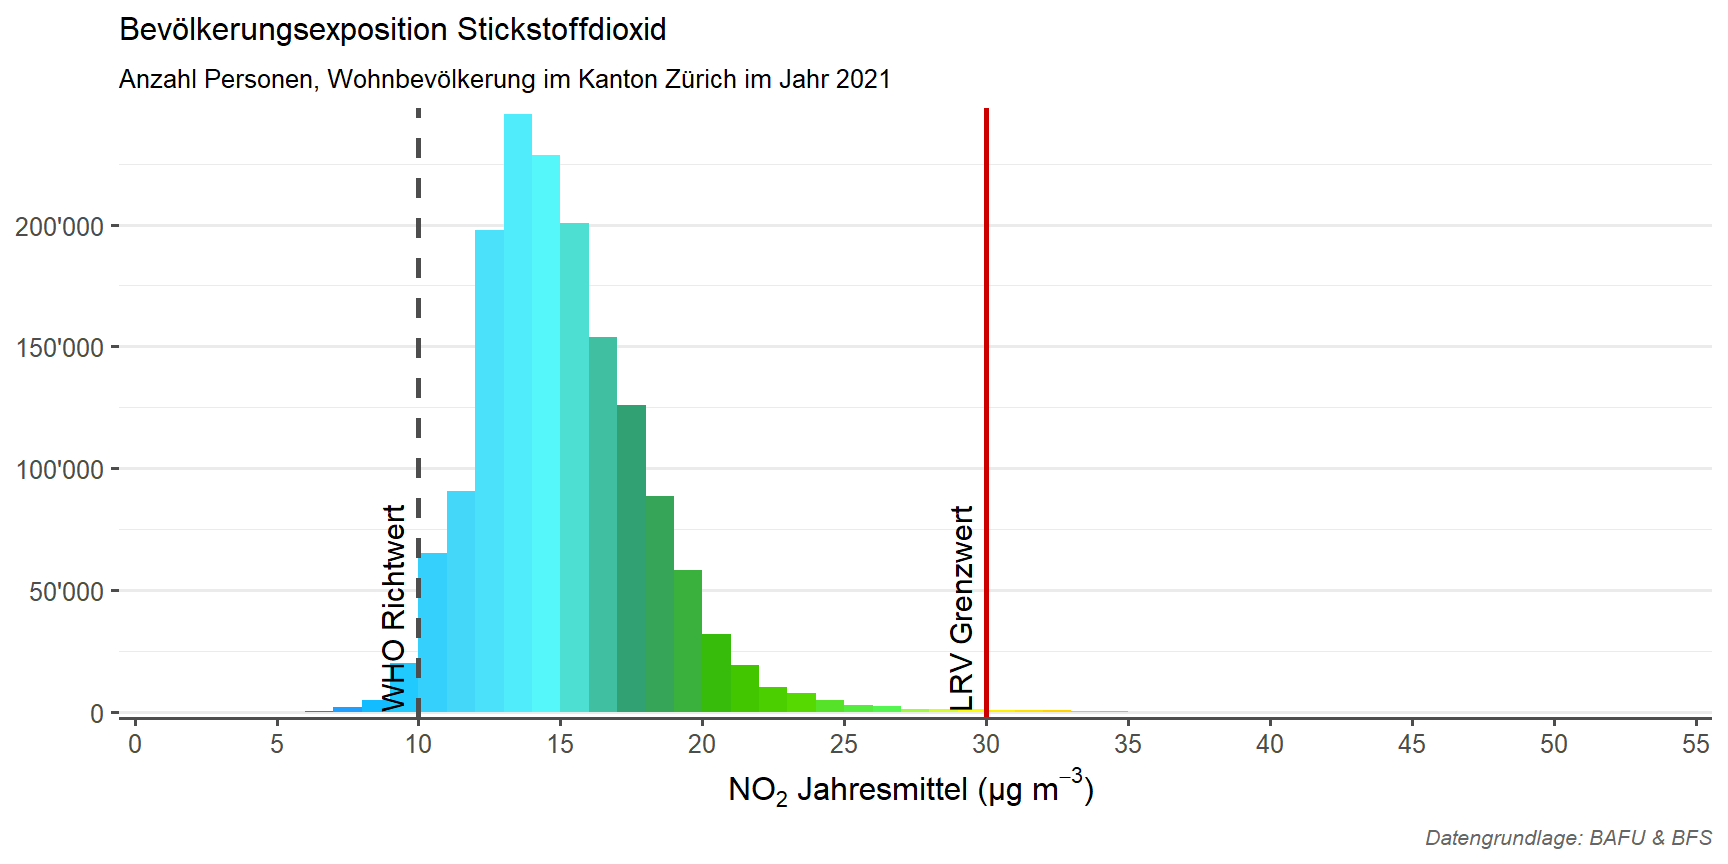 Bevölkerungsexposition Stickstoffdioxid
Anzahl Personen, Wohnbevölkerung im Kanton Zürich im Jahr 2021
200'000
150'000
100'000
50'000
0
WHO Richtwert
LRV Grenzwert
0 5 10 15 20 25 30 35 40 45 50 55
NO₂ Jahresmittel (µg m⁻³)
Datengrundlage: BAFU & BFS